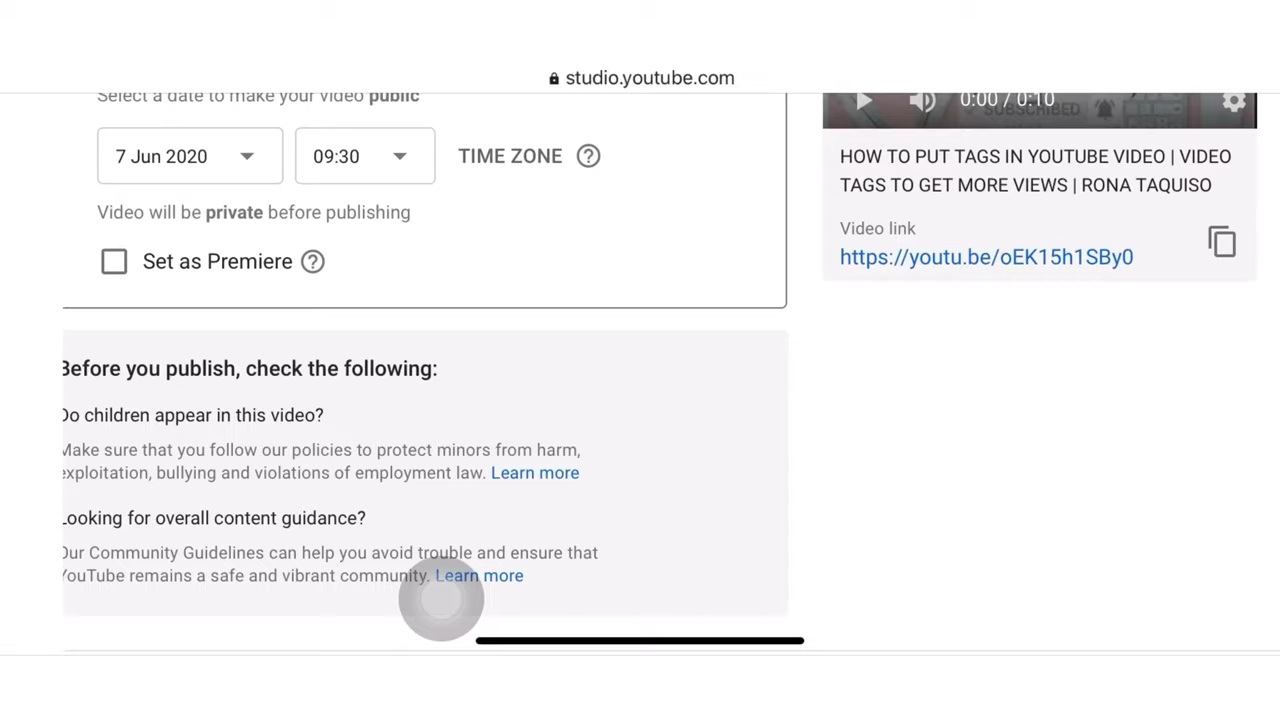 studio.youtube.com
Select a date to make your video public
7 Jun 2020
09:30
TIME ZONE
Video will be private before publishing
Set as Premiere
Before you publish, check the following:
Do children appear in this video?
Make sure that you follow our policies to protect minors from harm,
exploitation, bullying and violations of employment law. Learn more
Looking for overall content guidance?
Our Community Guidelines can help you avoid trouble and ensure that
YouTube remains a safe and vibrant community. Learn more
0:00 / 0:10
SUBSCRIBED
HOW TO PUT TAGS IN YOUTUBE VIDEO | VIDEO
TAGS TO GET MORE VIEWS | RONA TAQUISO
Video link
https://youtu.be/oEK15h1SBy0